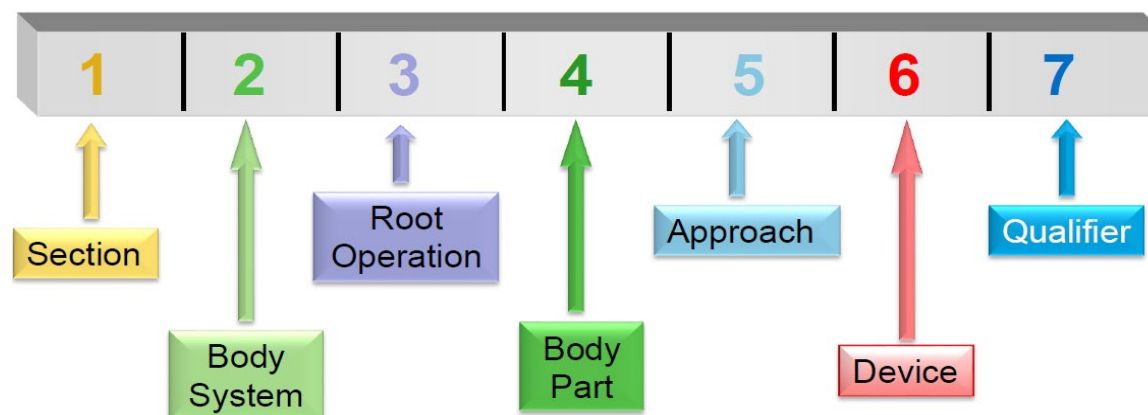 1 2 3 4 5 6 7
Section
Body
System
Root
Operation
Body
Part
Approach
Device
Qualifier